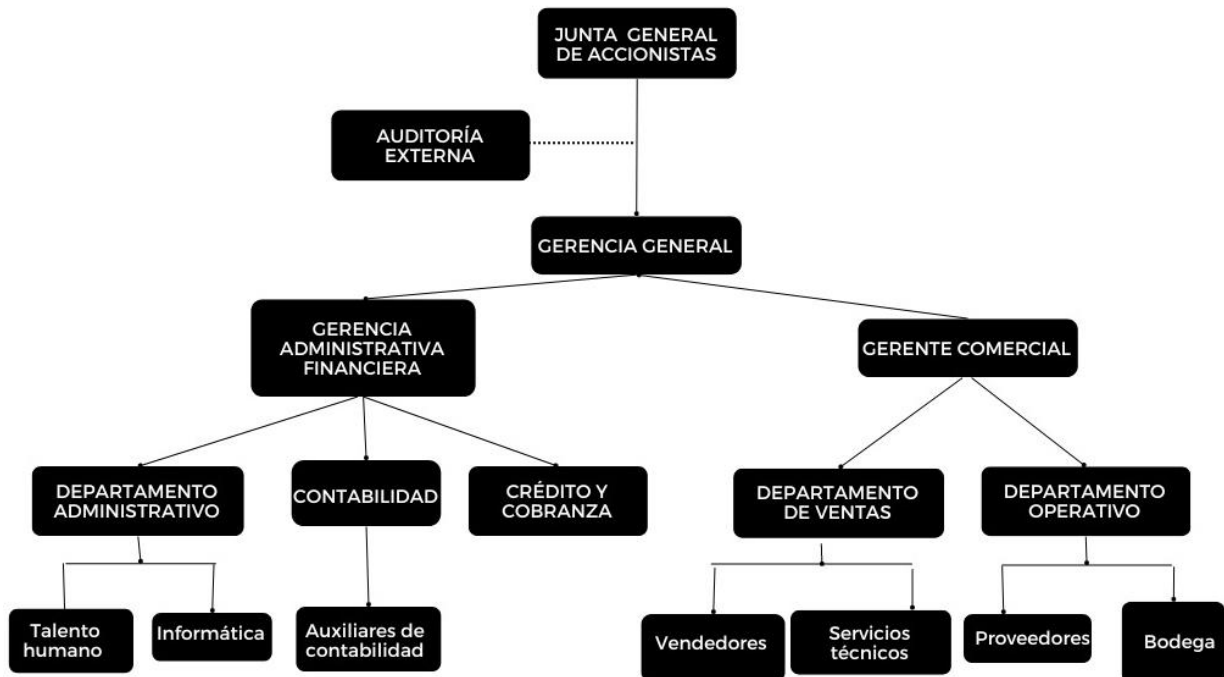 JUNTA GENERAL
DE ACCIONISTAS
AUDITORÍA
EXTERNA
GERENCIA GENERAL
GERENCIA
ADMINISTRATIVA
FINANCIERA
GERENTE COMERCIAL
DEPARTAMENTO
ADMINISTRATIVO
CONTABILIDAD
CRÉDITO Y
COBRANZA
DEPARTAMENTO
DE VENTAS
DEPARTAMENTO
OPERATIVO
Talento
humano
Informática
Auxiliares de
contabilidad
Vendedores
Servicios
técnicos
Proveedores
Bodega